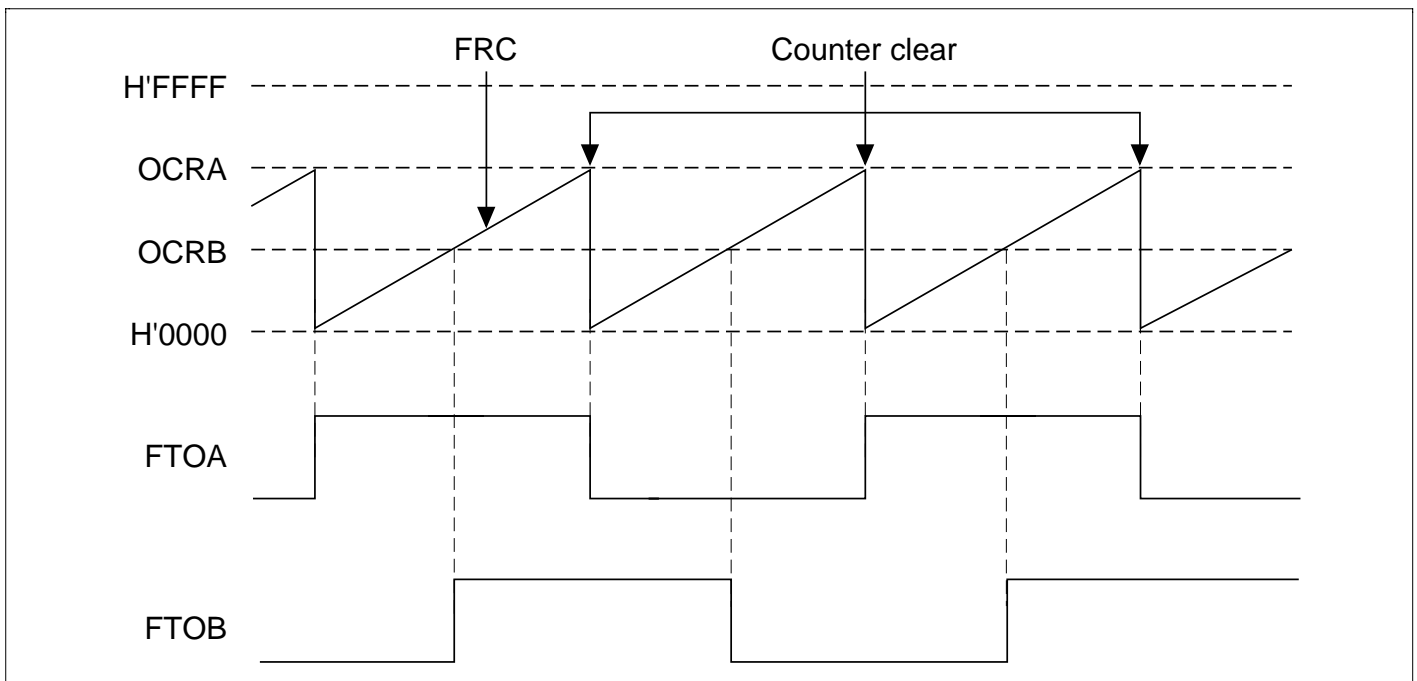 FRC Counter clear
H'FFFF
OCRA
OCRB
H'0000
FTOA
FTOB